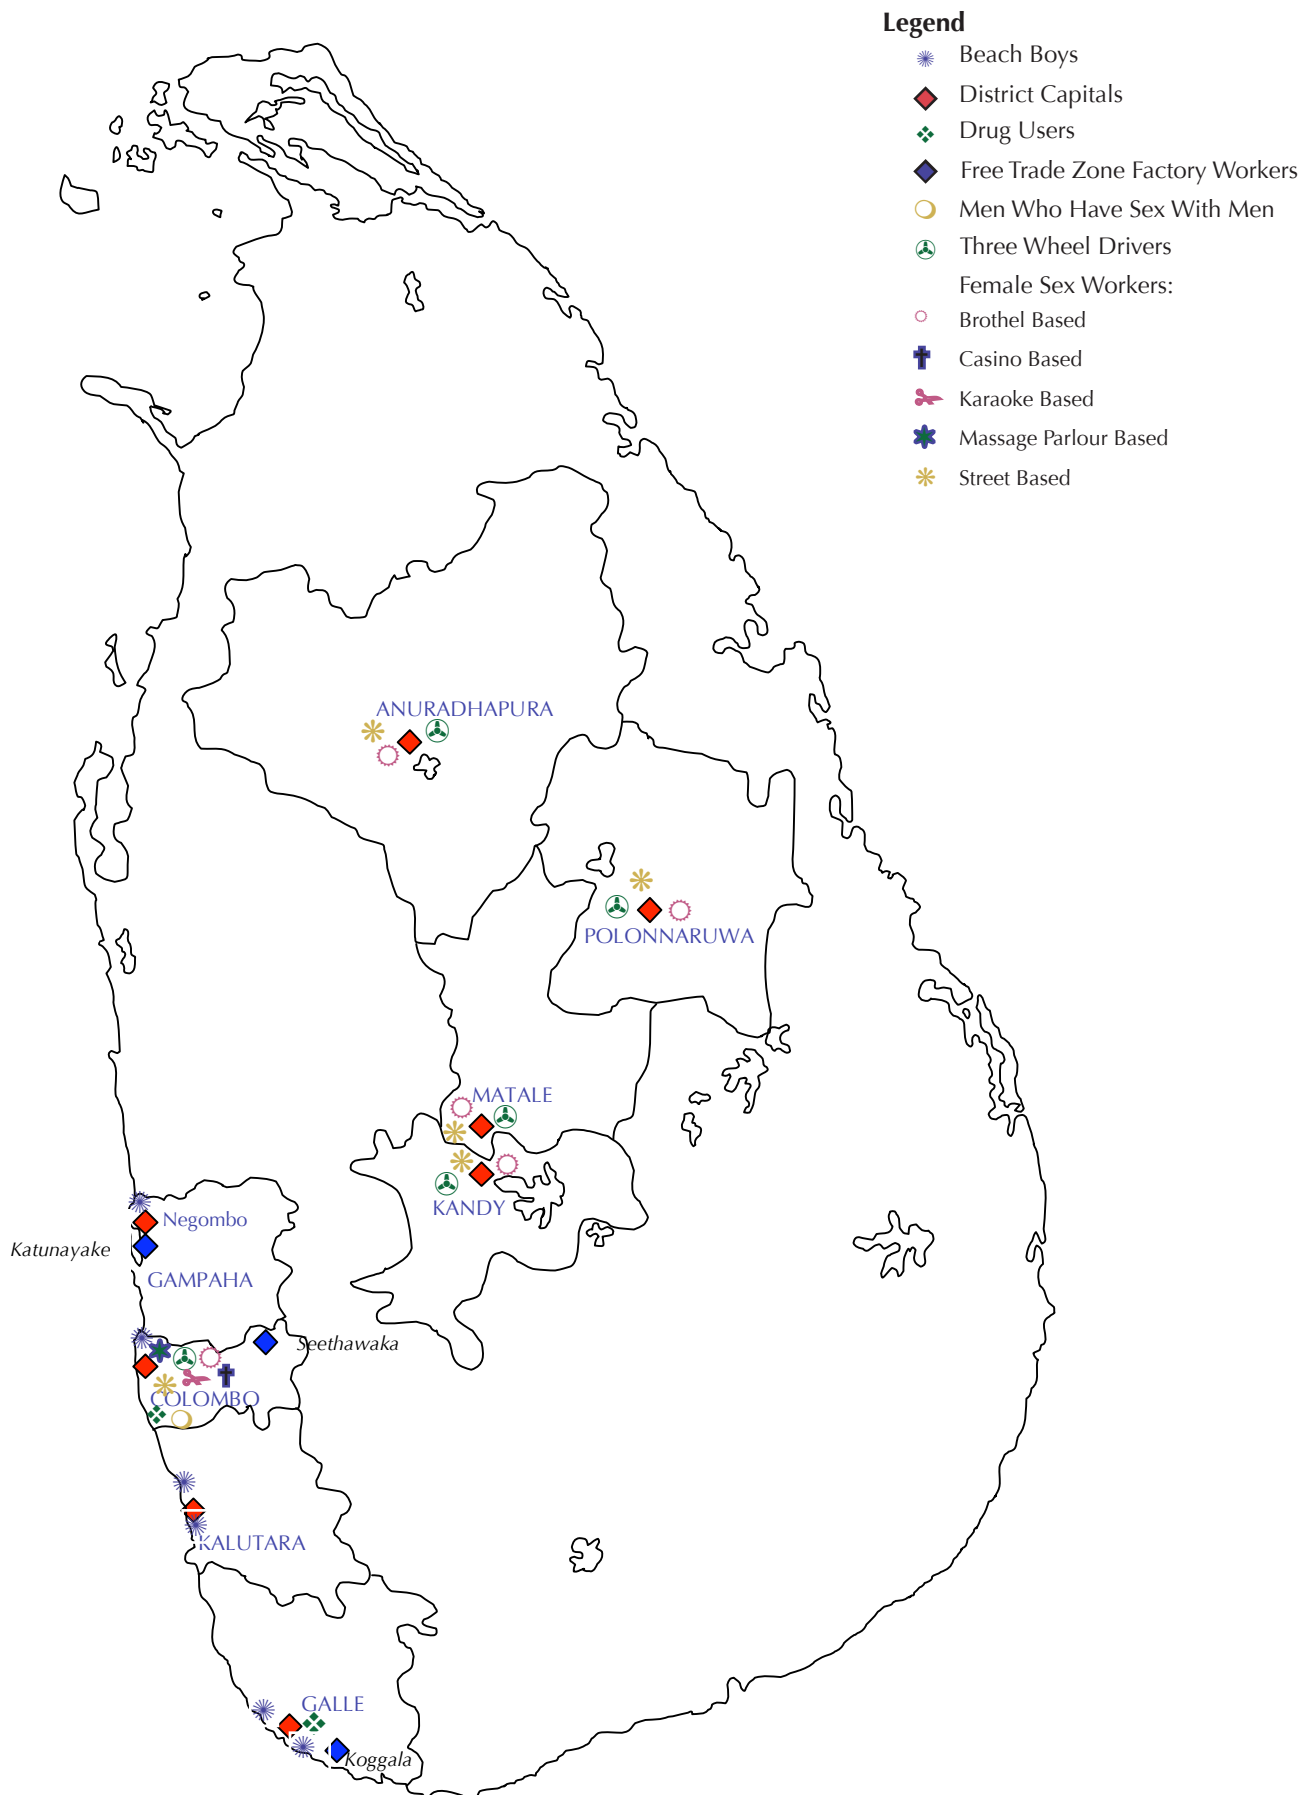 Legend
Beach Boys
District Capitals
Drug Users
Free Trade Zone Factory Workers
Men Who Have Sex With Men
Three Wheel Drivers
Female Sex Workers:
Brothel Based
Casino Based
Karaoke Based
Massage Parlour Based
Street Based
ANURADHAPURA
POLONNARUWA
MATALE
KANDY
Negombo
Katunayake
GAMPAHA
Seethawaka
COLOMBO
KALUTARA
GALLE
Koggala